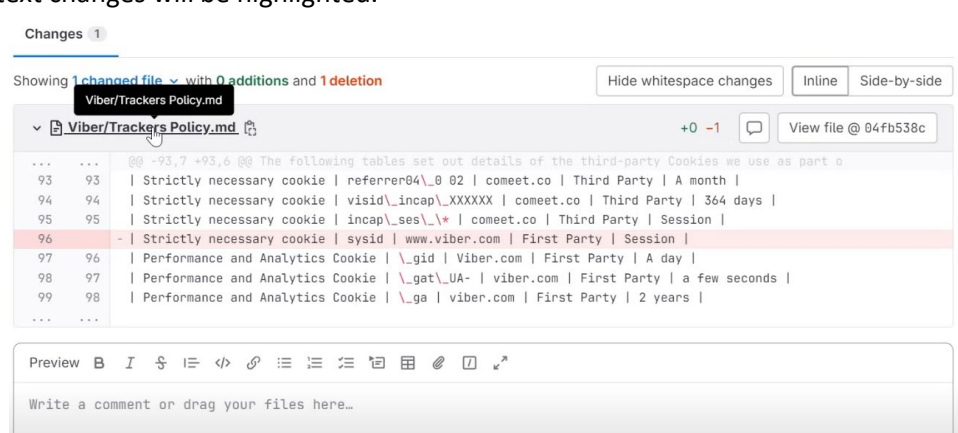 text changes will be highlighted.
Changes 1
Showing 1 changed file with 0 additions and 1 deletion Hide whitespace changes Inline Side-by-side
Viber/Trackers Policy.md
Viber/Trackers Policy.md +0 −1 View file @ 04fb538c
... ... @@ -93,7 +93,6 @@ The following tables set out details of the third-party Cookies we use as part o
93 93 | Strictly necessary cookie | referrer04\_0 02 | comeet.co | Third Party | A month |
94 94 | Strictly necessary cookie | visid\_incap\_XXXXXX | comeet.co | Third Party | 364 days |
95 95 | Strictly necessary cookie | incap\_ses\_\* | comeet.co | Third Party | Session |
96 - | Strictly necessary cookie | sysid | www.viber.com | First Party | Session |
97 96 | Performance and Analytics Cookie | \_gid | Viber.com | First Party | A day |
98 97 | Performance and Analytics Cookie | \_gat\_UA- | viber.com | First Party | a few seconds |
99 98 | Performance and Analytics Cookie | \_ga | viber.com | First Party | 2 years |
... ...
Preview B I S
Write a comment or drag your files here…